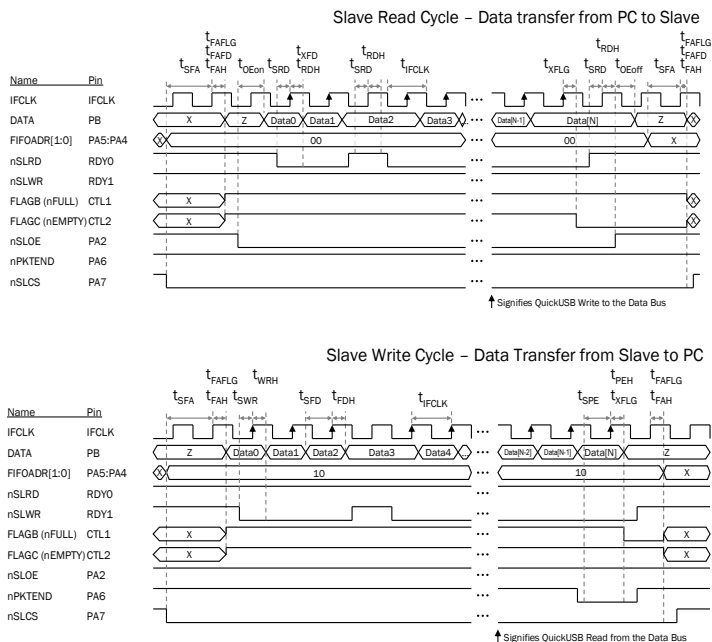 Slave Read Cycle – Data transfer from PC to Slave
tFAFLG tFAFLG
tFAFD tXFD tRDH tRDH tFAFD
tSFA tFAH tOEon tSRD tRDH tSRD tIFCLK tXFLG tSRD tOEoff tSFA tFAH
Name Pin
IFCLK IFCLK ...
DATA PB X Z Data0 Data1 Data2 Data3 ... Data[N-1] Data[N] Z X
FIFOADR[1:0] PA5:PA4 X 00 ... 00 X
nSLRD RDY0 ...
nSLWR RDY1 ...
FLAGB (nFULL) CTL1 X ... X
FLAGC (nEMPTY) CTL2 X ... X
nSLOE PA2 ...
nPKTEND PA6 ...
nSLCS PA7 ...
Signifies QuickUSB Write to the Data Bus
Slave Write Cycle – Data Transfer from Slave to PC
tFAFLG tWRH tPEH tFAFLG
tSFA tFAH tSWR tSFD tFDH tIFCLK tSPE tXFLG tFAH
Name Pin
IFCLK IFCLK ...
DATA PB Z Data0 Data1 Data2 Data3 Data4 ... Data[N-2] Data[N-1] Data[N] Z
FIFOADR[1:0] PA5:PA4 X 10 ... 10 X
nSLRD RDY0 ...
nSLWR RDY1 ...
FLAGB (nFULL) CTL1 X ... X
FLAGC (nEMPTY) CTL2 X ... X
nSLOE PA2 ...
nPKTEND PA6 ...
nSLCS PA7 ...
Signifies QuickUSB Read from the Data Bus